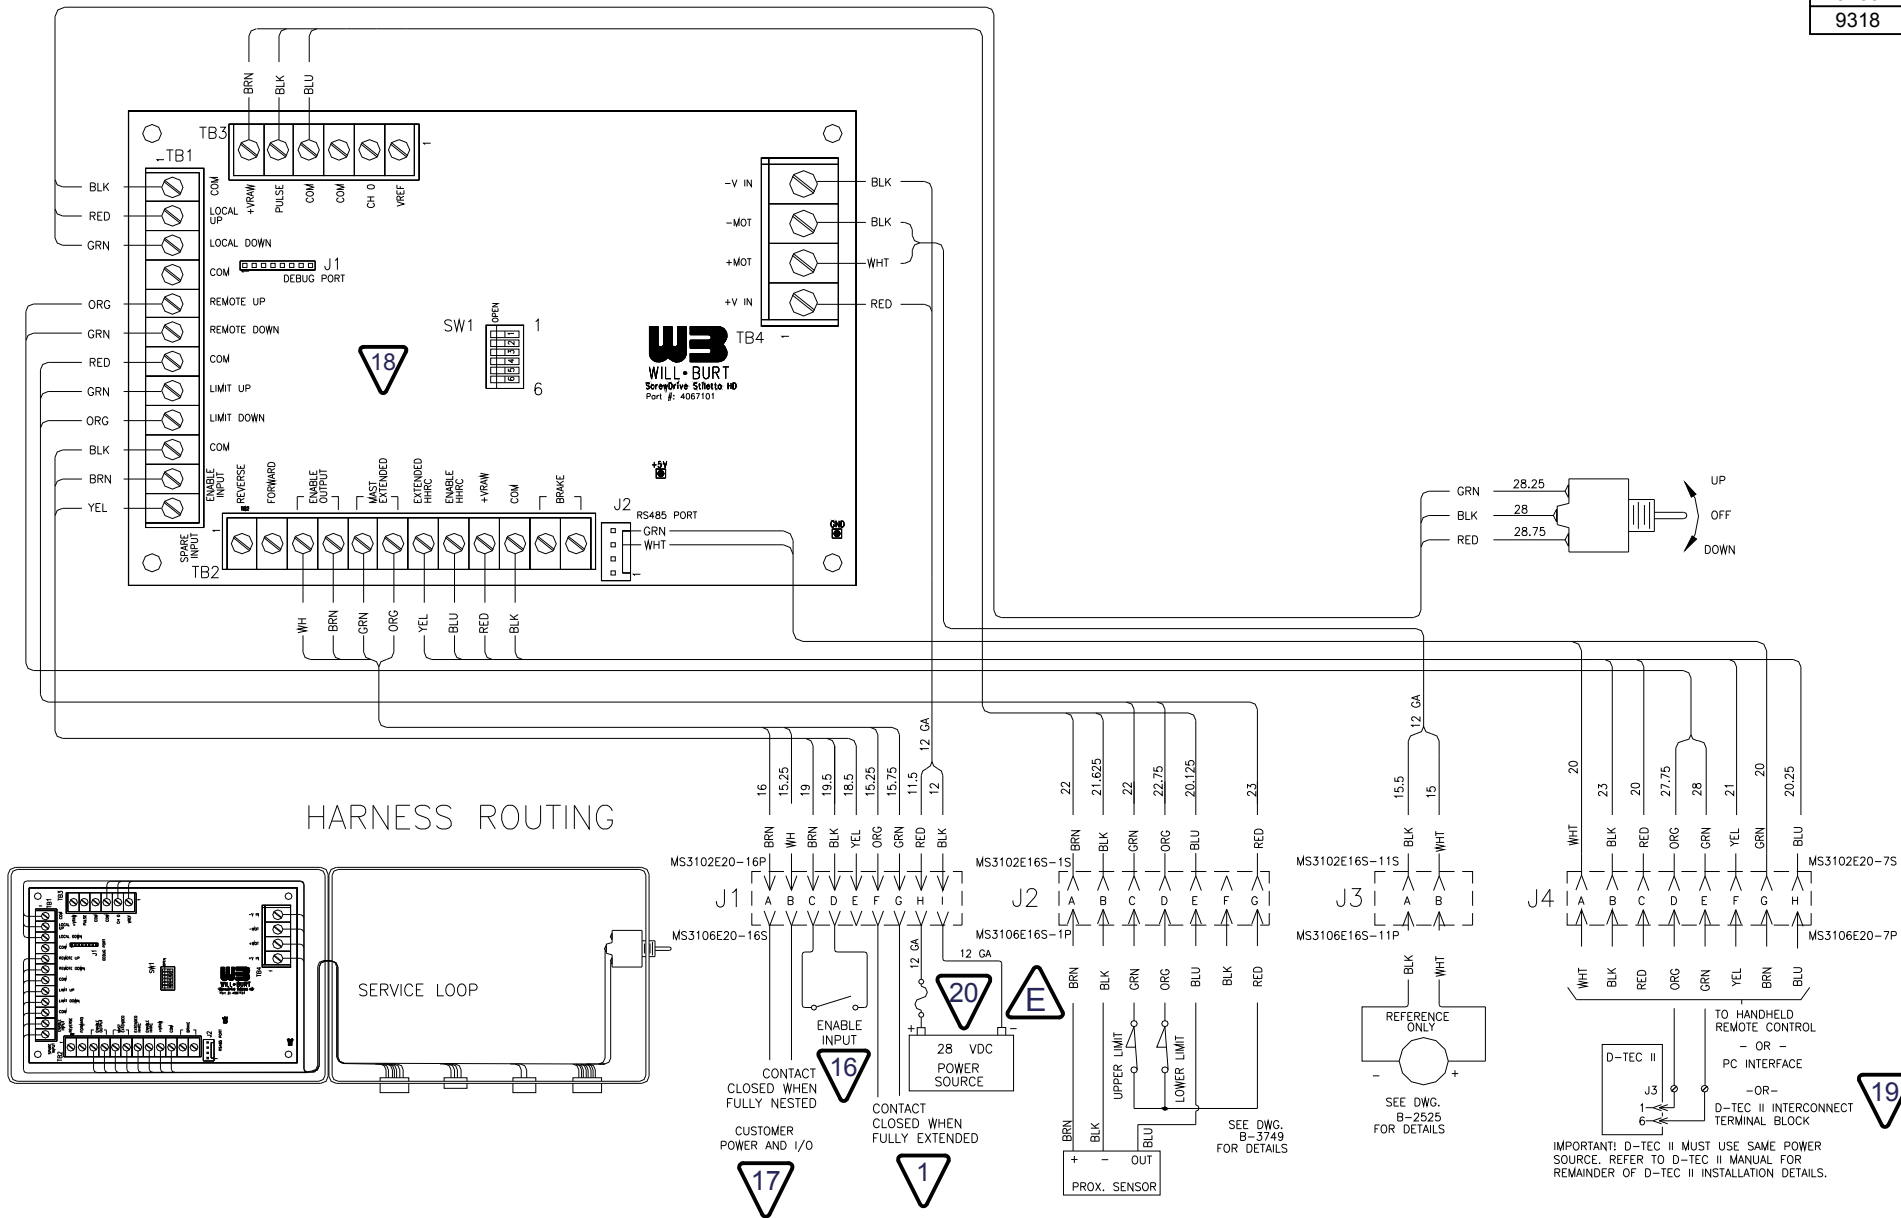 9318
BRN
BLK
BLU
TB3
+VRAW
PULSE
COM
COM
CH 0
VREF
1
TB1
1
BLK
COM
RED
LOCAL UP
GRN
LOCAL DOWN
COM
J1
DEBUG PORT
ORG
REMOTE UP
GRN
REMOTE DOWN
RED
COM
GRN
LIMIT UP
ORG
LIMIT DOWN
BLK
COM
BRN
ENABLE INPUT
YEL
SPARE INPUT
18
SW1
OPEN
1
1
2
3
4
5
6
6
WB
WILL•BURT
ScrewDrive Stiletto HD
Part #: 4067101
-V IN
BLK
-MOT
BLK
+MOT
WHT
+V IN
RED
TB4
1
+5V
GND
TB2
1
REVERSE
FORWARD
ENABLE OUTPUT
MAST EXTENDED
EXTENDED HHRC
ENABLE HHRC
+VRAW
COM
BRAKE
J2
RS485 PORT
GRN
WHT
1
WH
BRN
GRN
ORG
YEL
BLU
RED
BLK
GRN 28.25
BLK 28
RED 28.75
UP
OFF
DOWN
HARNESS ROUTING
SERVICE LOOP
12 GA
16
15.25
19
19.5
18.5
15.25
15.75
11.5
12
BRN
WH
BRN
BLK
YEL
ORG
GRN
RED
BLK
MS3102E20-16P
J1
A B C D E F G H I
MS3106E20-16S
12 GA
12 GA
ENABLE INPUT
16
20
E
+
-
28 VDC
POWER SOURCE
CONTACT
CLOSED WHEN
FULLY NESTED
CUSTOMER
POWER AND I/O
17
CONTACT
CLOSED WHEN
FULLY EXTENDED
1
22
21.625
22
22.75
20.125
23
BRN
BLK
GRN
ORG
BLU
RED
MS3102E16S-1S
J2
A B C D E F G
MS3106E16S-1P
BRN
BLK
GRN
ORG
BLU
BLK
RED
UPPER LIMIT
LOWER LIMIT
BRN
BLK
BLU
+ - OUT
PROX. SENSOR
SEE DWG.
B-3749
FOR DETAILS
12 GA
15.5
15
BLK
WHT
MS3102E16S-11S
J3
A B
MS3106E16S-11P
BLK
WHT
REFERENCE
ONLY
- +
SEE DWG.
B-2525
FOR DETAILS
20
23
20
27.75
28
21
20
20.25
WHT
BLK
RED
ORG
GRN
YEL
GRN
BLU
MS3102E20-7S
J4
A B C D E F G H
MS3106E20-7P
WHT
BLK
RED
ORG
GRN
YEL
BRN
BLU
TO HANDHELD
REMOTE CONTROL
- OR -
PC INTERFACE
-OR-
D-TEC II INTERCONNECT
TERMINAL BLOCK
D-TEC II
J3
1
6
19
IMPORTANT! D-TEC II MUST USE SAME POWER
SOURCE. REFER TO D-TEC II MANUAL FOR
REMAINDER OF D-TEC II INSTALLATION DETAILS.